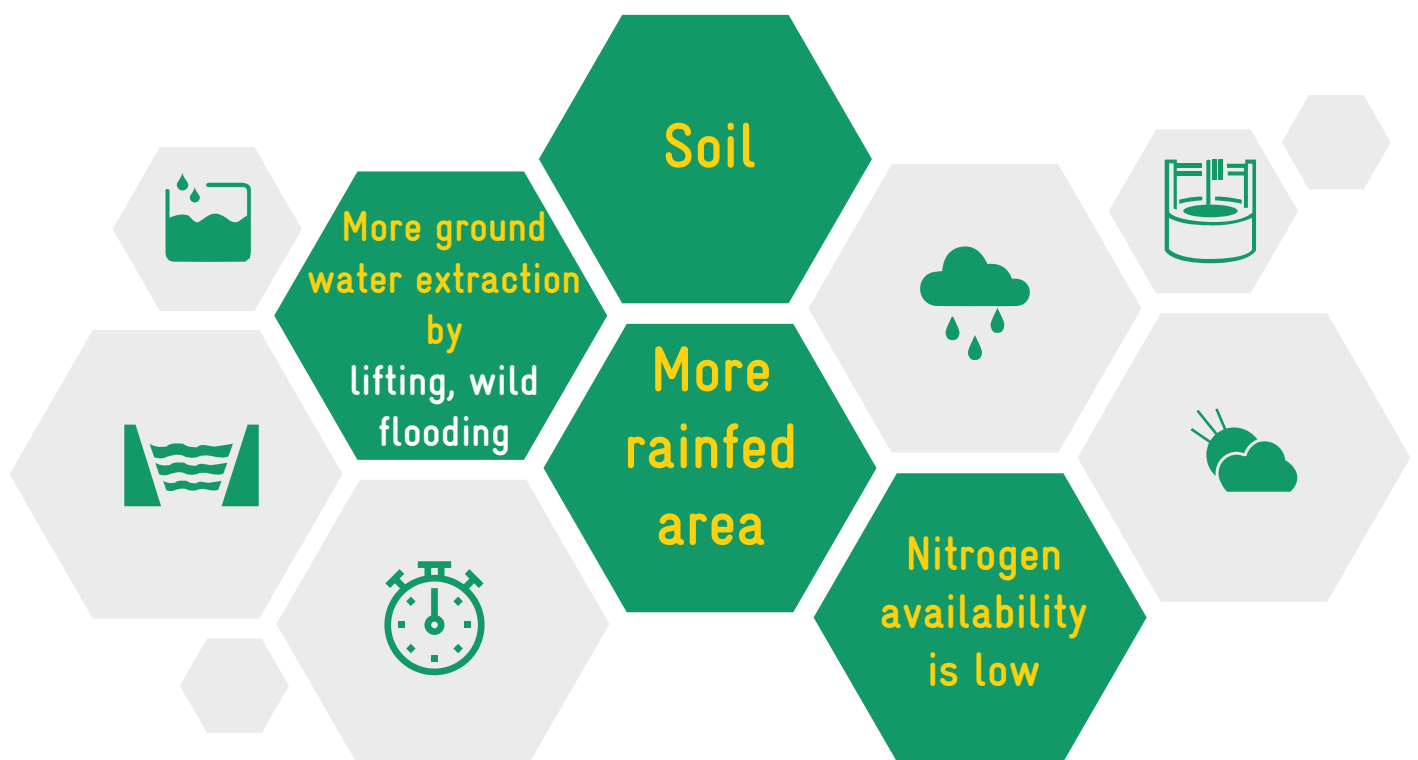 Soil
More ground
water extraction
by
lifting, wild
flooding
More
rainfed
area
Nitrogen
availability
is low